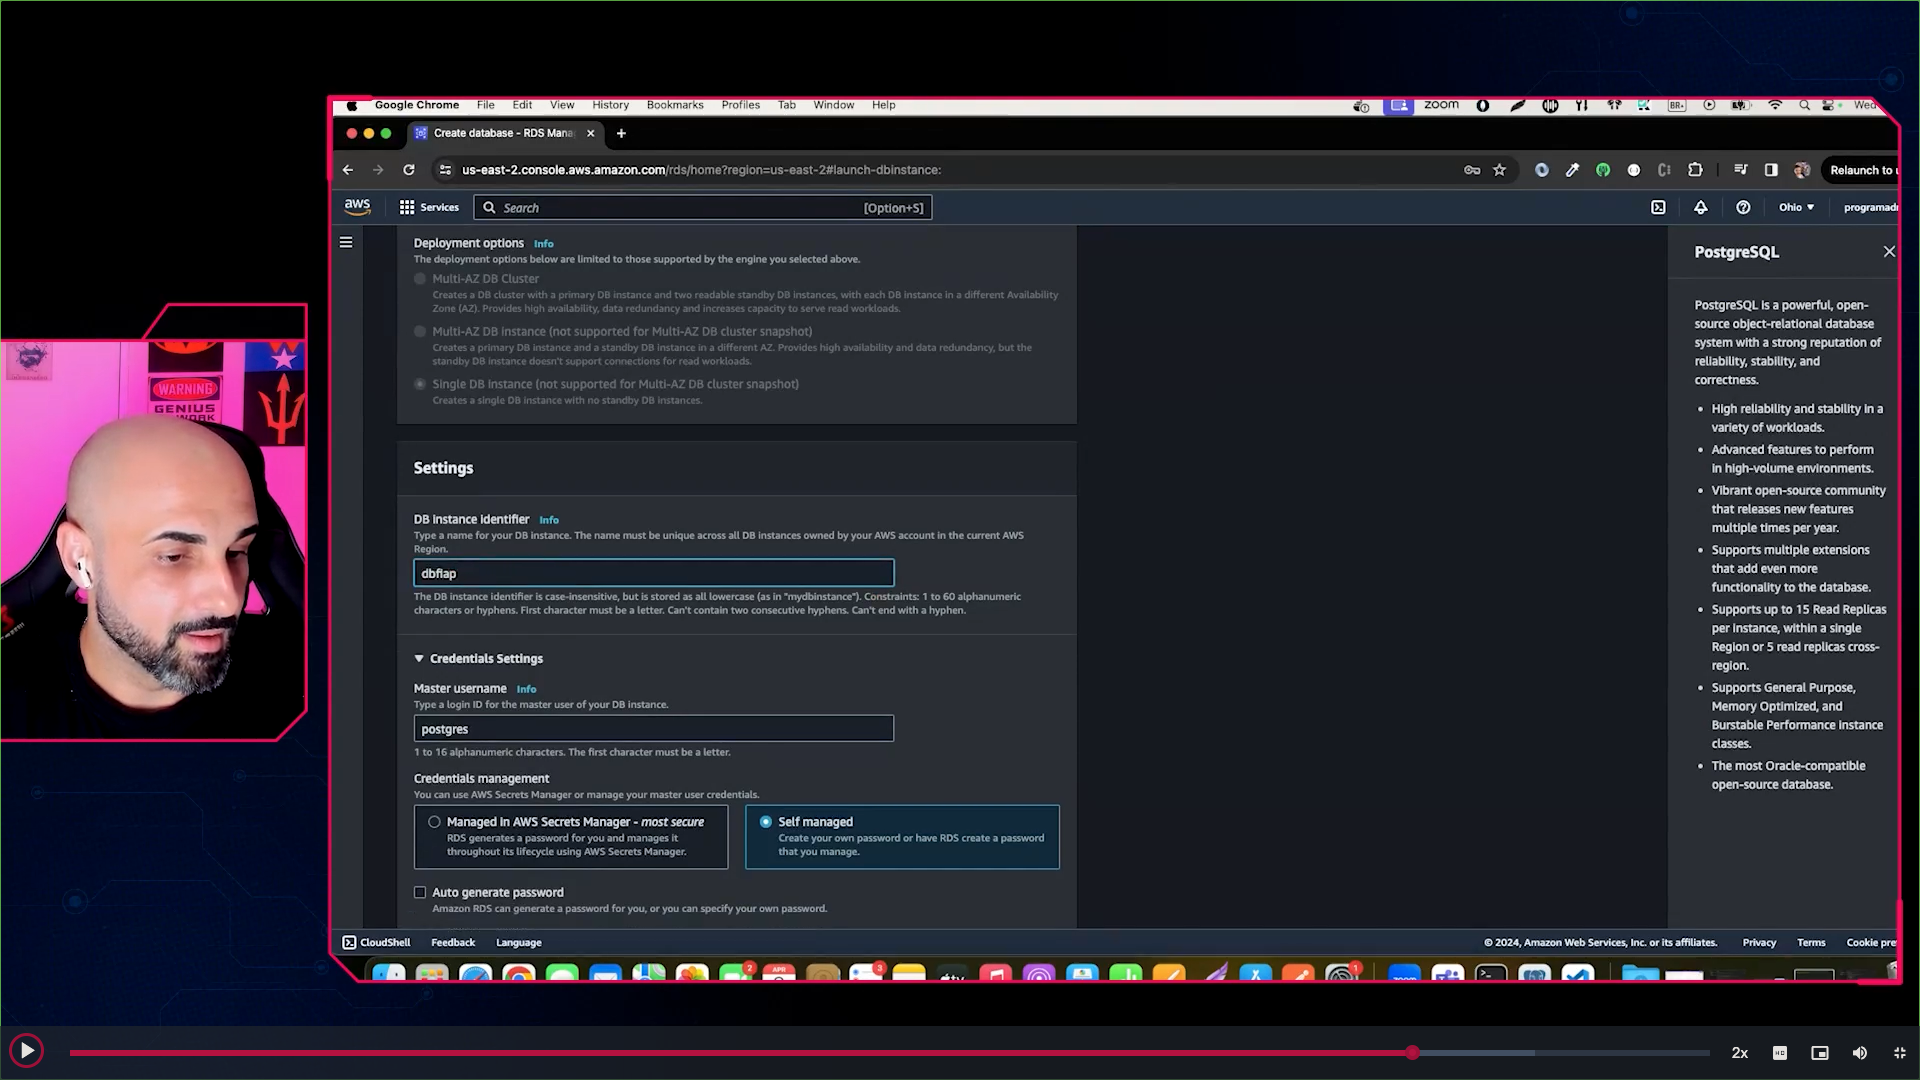 Google Chrome File Edit View History Bookmarks Profiles Tab Window Help
zoom
BR
Wed
Create database - RDS Mana
us-east-2.console.aws.amazon.com/rds/home?region=us-east-2#launch-dbinstance:
Relaunch to u
aws
Services
Search
[Option+S]
Ohio
programadr
Deployment options Info
The deployment options below are limited to those supported by the engine you selected above.
Multi-AZ DB Cluster
Creates a DB cluster with a primary DB instance and two readable standby DB instances, with each DB instance in a different Availability
Zone (AZ). Provides high availability, data redundancy and increases capacity to serve read workloads.
Multi-AZ DB instance (not supported for Multi-AZ DB cluster snapshot)
Creates a primary DB instance and a standby DB instance in a different AZ. Provides high availability and data redundancy, but the
standby DB instance doesn't support connections for read workloads.
Single DB instance (not supported for Multi-AZ DB cluster snapshot)
Creates a single DB instance with no standby DB instances.
Settings
DB instance identifier Info
Type a name for your DB instance. The name must be unique across all DB instances owned by your AWS account in the current AWS
Region.
dbfiap
The DB instance identifier is case-insensitive, but is stored as all lowercase (as in "mydbinstance"). Constraints: 1 to 60 alphanumeric
characters or hyphens. First character must be a letter. Can't contain two consecutive hyphens. Can't end with a hyphen.
Credentials Settings
Master username Info
Type a login ID for the master user of your DB instance.
postgres
1 to 16 alphanumeric characters. The first character must be a letter.
Credentials management
You can use AWS Secrets Manager or manage your master user credentials.
Managed in AWS Secrets Manager - most secure
RDS generates a password for you and manages it
throughout its lifecycle using AWS Secrets Manager.
Self managed
Create your own password or have RDS create a password
that you manage.
Auto generate password
Amazon RDS can generate a password for you, or you can specify your own password.
PostgreSQL
PostgreSQL is a powerful, open-
source object-relational database
system with a strong reputation of
reliability, stability, and
correctness.
High reliability and stability in a
variety of workloads.
Advanced features to perform
in high-volume environments.
Vibrant open-source community
that releases new features
multiple times per year.
Supports multiple extensions
that add even more
functionality to the database.
Supports up to 15 Read Replicas
per instance, within a single
Region or 5 read replicas cross-
region.
Supports General Purpose,
Memory Optimized, and
Burstable Performance instance
classes.
The most Oracle-compatible
open-source database.
CloudShell Feedback Language
© 2024, Amazon Web Services, Inc. or its affiliates. Privacy Terms Cookie pre
2
APR
3
tv
1
zoom
WARNING
GENIUS
WORK
2x
HD